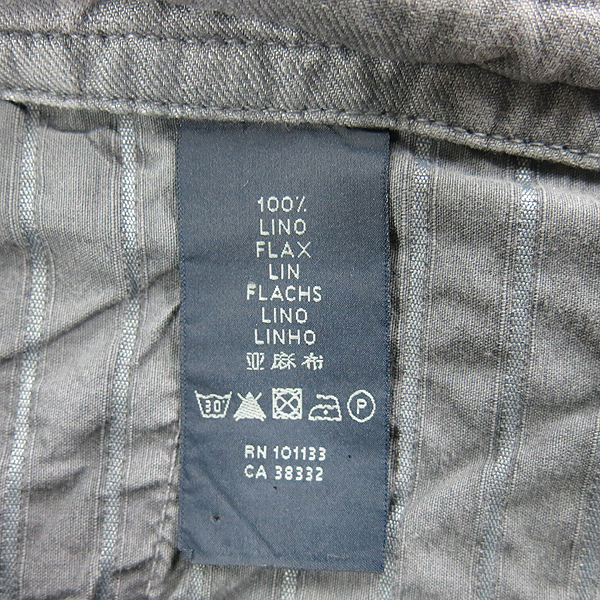 100%
LINO
FLAX
LIN
FLACHS
LINO
LINHO
亚麻布
30° P
RN 101133
CA 38332